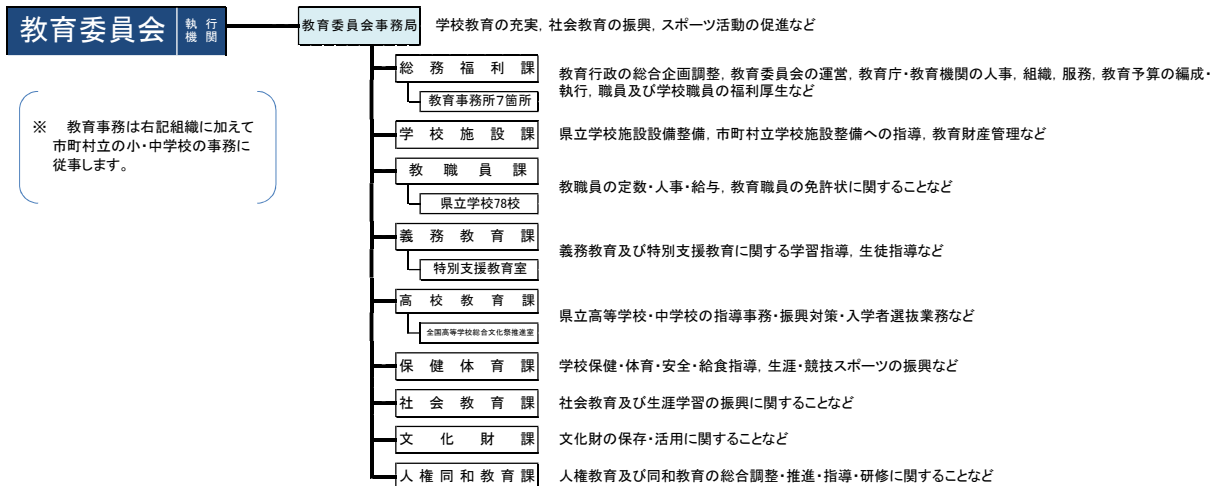 教育委員会 執行機関
教育委員会事務局 学校教育の充実, 社会教育の振興, スポーツ活動の促進など
総務福利課
教育行政の総合企画調整, 教育委員会の運営, 教育庁・教育機関の人事, 組織, 服務, 教育予算の編成・
執行, 職員及び学校職員の福利厚生など
教育事務所7箇所
※ 教育事務は右記組織に加えて
市町村立の小・中学校の事務に
従事します。
学校施設課 県立学校施設設備整備, 市町村立学校施設整備への指導, 教育財産管理など
教職員課
教職員の定数・人事・給与, 教育職員の免許状に関することなど
県立学校78校
義務教育課
義務教育及び特別支援教育に関する学習指導, 生徒指導など
特別支援教育室
高校教育課
県立高等学校・中学校の指導事務・振興対策・入学者選抜業務など
全国高等学校総合文化祭推進室
保健体育課 学校保健・体育・安全・給食指導, 生涯・競技スポーツの振興など
社会教育課 社会教育及び生涯学習の振興に関することなど
文化財課 文化財の保存・活用に関することなど
人権同和教育課 人権教育及び同和教育の総合調整・推進・指導・研修に関することなど